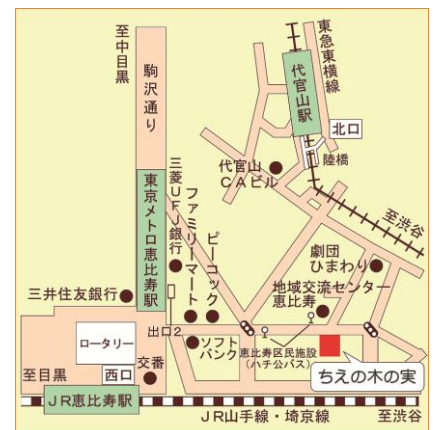 至中目黒
駒沢通り
東急東横線
代官山駅
北口
陸橋
代官山
CAビル
至渋谷
三菱UFJ銀行
ファミリーマート
ピーコック
東京メトロ恵比寿駅
劇団
ひまわり
地域交流センター
恵比寿
三井住友銀行
出口2
ロータリー
ソフト
バンク
恵比寿区民施設
(ハチ公バス)
至目黒
西口
交番
ちえの木の実
JR恵比寿駅
JR山手線・埼京線
至渋谷